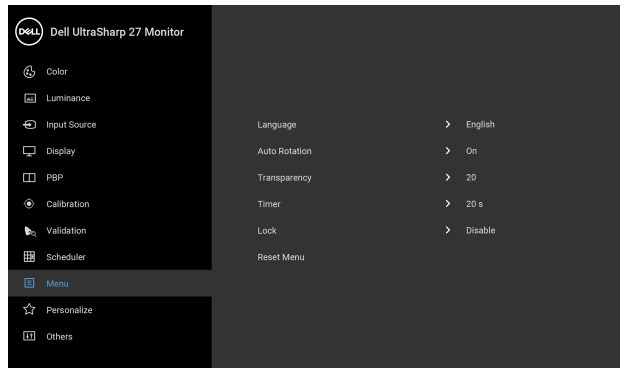 DELL Dell UltraSharp 27 Monitor
Color
Luminance
Input Source
Display
PBP
Calibration
Validation
Scheduler
Menu
Personalize
Others
Language English
Auto Rotation On
Transparency 20
Timer 20 s
Lock Disable
Reset Menu